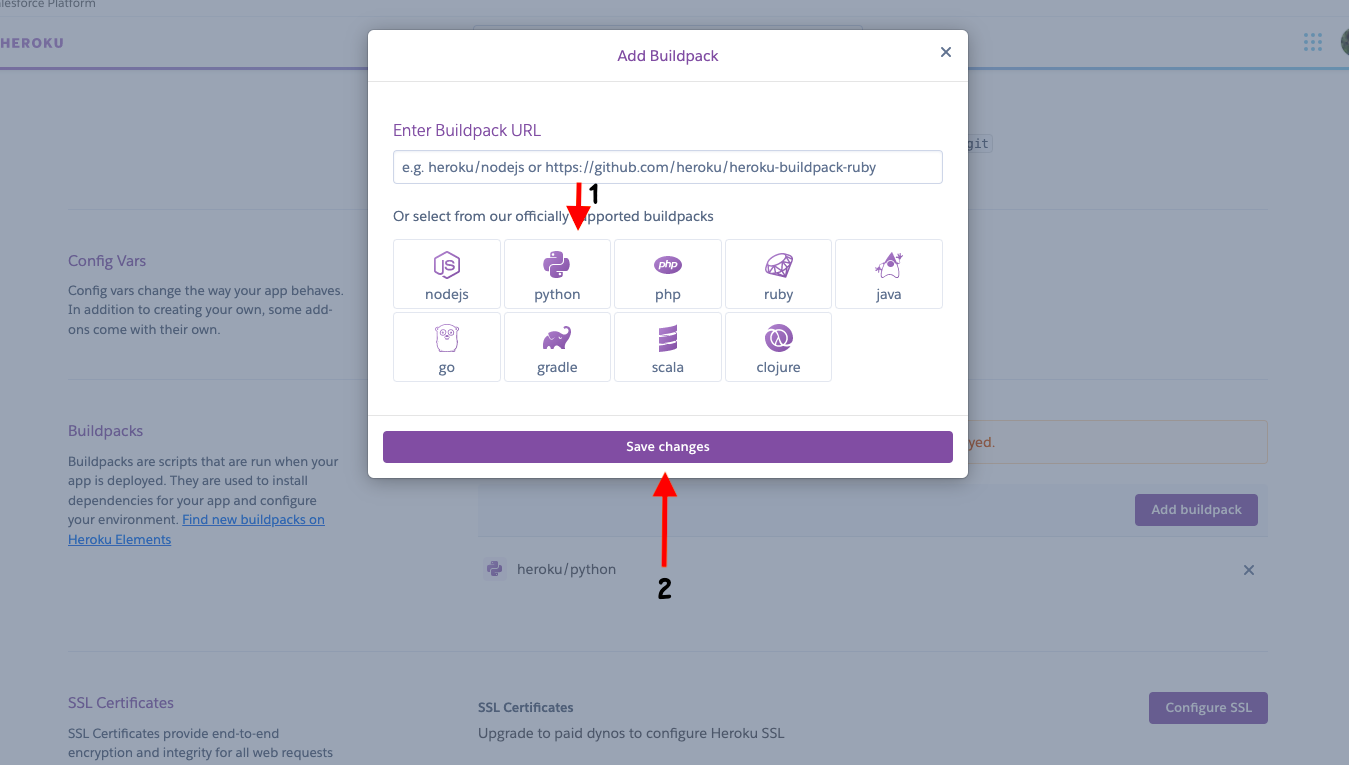 alesforce Platform
HEROKU
Add Buildpack
Enter Buildpack URL
e.g. heroku/nodejs or https://github.com/heroku/heroku-buildpack-ruby
git
1
Or select from our officially supported buildpacks
JS
php
nodejs
python
php
ruby
java
go
gradle
scala
clojure
Save changes
2
Config Vars
Config vars change the way your app behaves.
In addition to creating your own, some add-
ons come with their own.
Buildpacks
Buildpacks are scripts that are run when your
app is deployed. They are used to install
dependencies for your app and configure
your environment. Find new buildpacks on
Heroku Elements
yed.
Add buildpack
heroku/python
SSL Certificates
SSL Certificates provide end-to-end
encryption and integrity for all web requests
SSL Certificates
Upgrade to paid dynos to configure Heroku SSL
Configure SSL